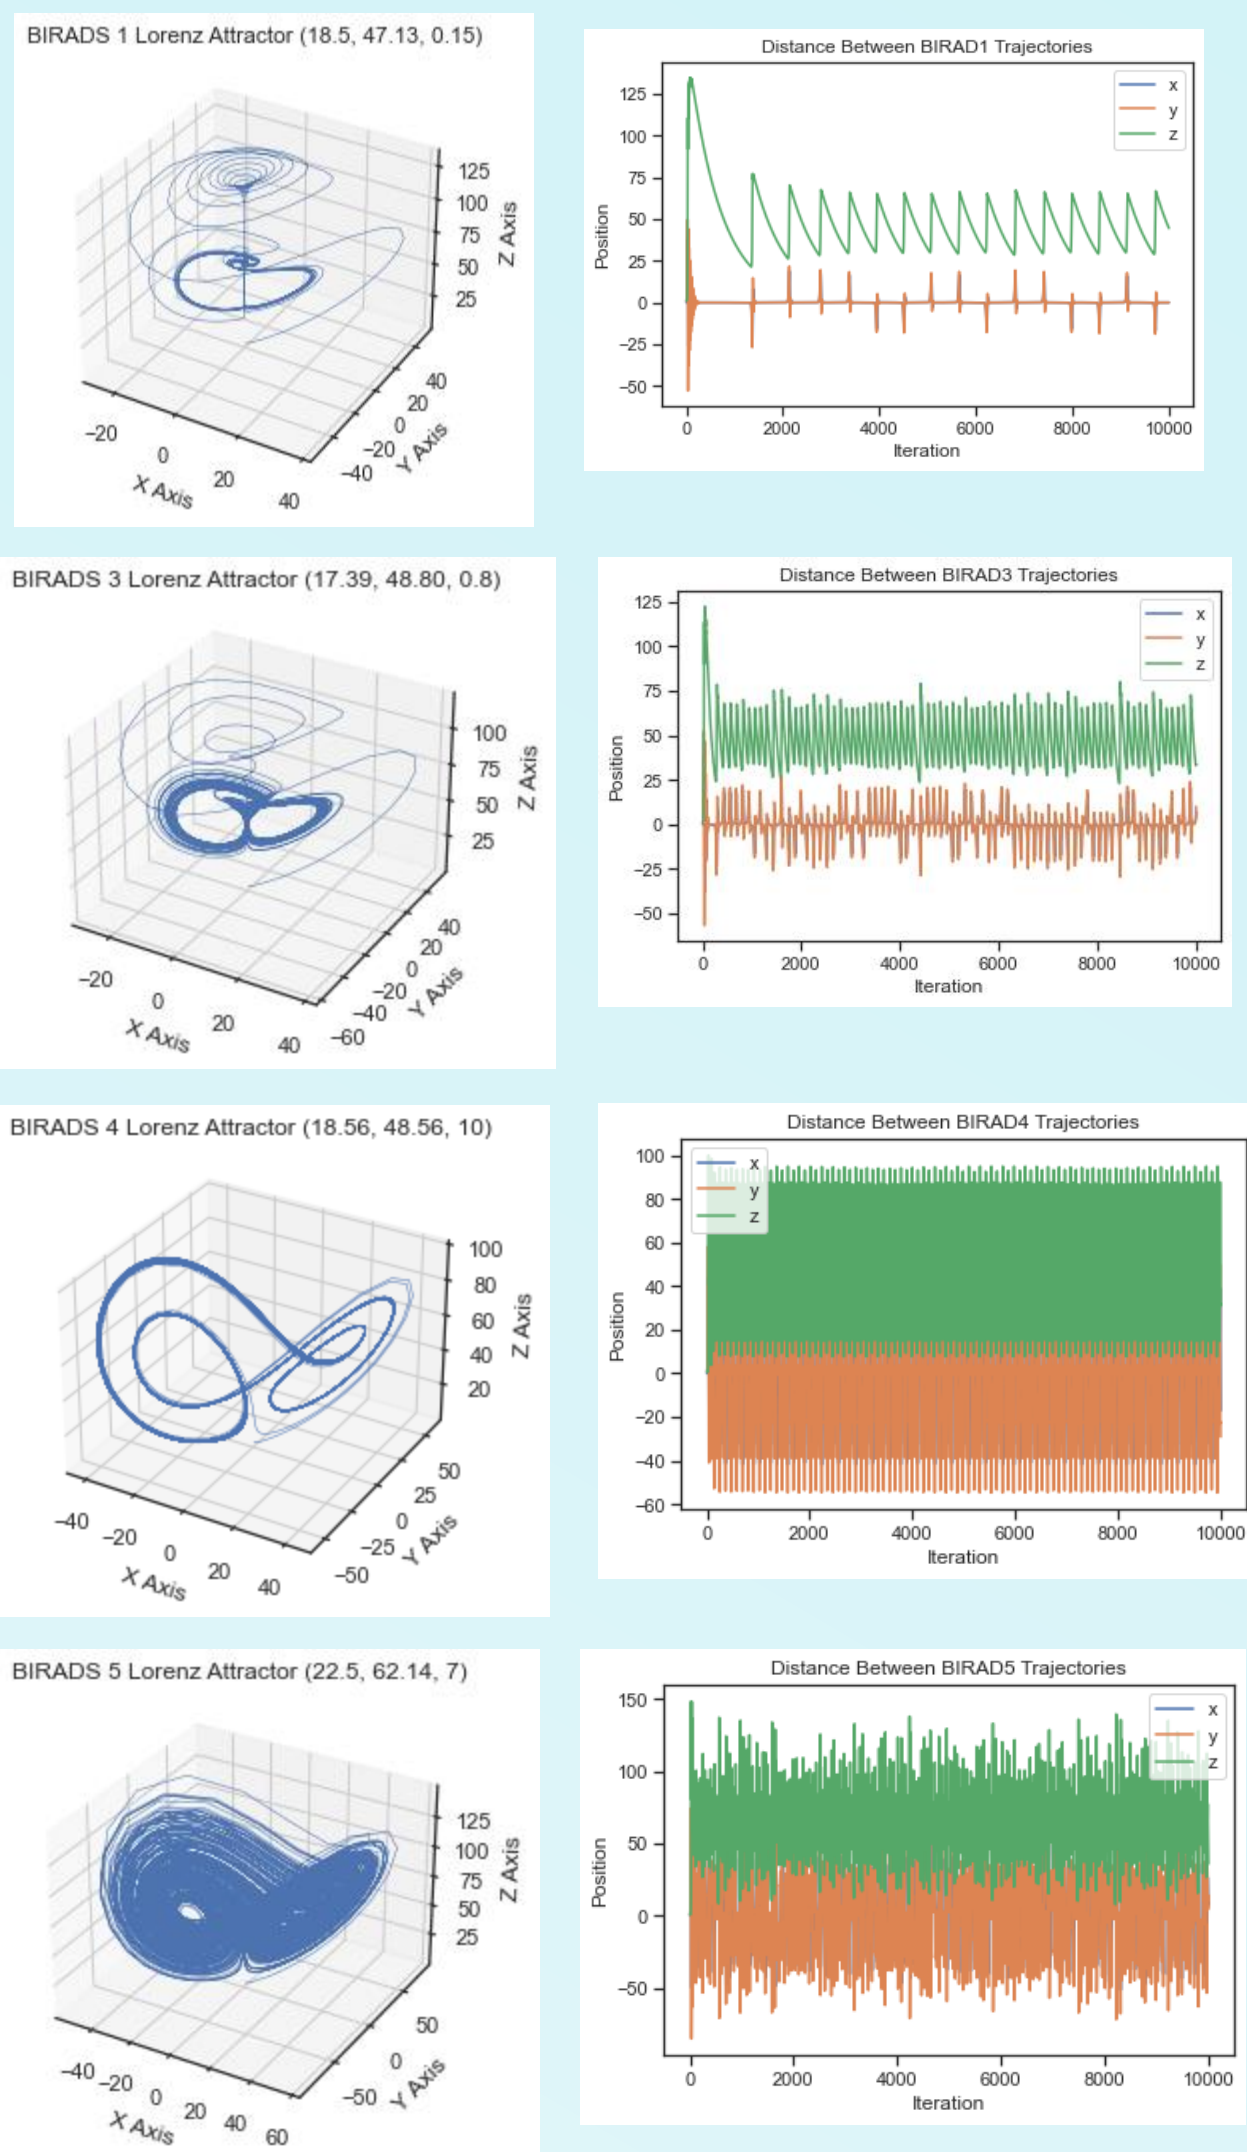 BIRADS 1 Lorenz Attractor (18.5, 47.13, 0.15)
125
100
75
50
25
Z Axis
40
20
0
−20
−40
Y Axis
−20
0
20
40
X Axis
Distance Between BIRAD1 Trajectories
x
y
z
125
100
75
50
25
0
−25
−50
Position
0 2000 4000 6000 8000 10000
Iteration
BIRADS 3 Lorenz Attractor (17.39, 48.80, 0.8)
100
75
50
25
Z Axis
40
20
0
−20
−40
−60
Y Axis
−20
0
20
40
X Axis
Distance Between BIRAD3 Trajectories
x
y
z
125
100
75
50
25
0
−25
−50
Position
0 2000 4000 6000 8000 10000
Iteration
BIRADS 4 Lorenz Attractor (18.56, 48.56, 10)
100
80
60
40
20
Z Axis
50
25
0
−25
−50
Y Axis
−40
−20
0
20
40
X Axis
Distance Between BIRAD4 Trajectories
x
y
z
100
80
60
40
20
0
−20
−40
−60
Position
0 2000 4000 6000 8000 10000
Iteration
BIRADS 5 Lorenz Attractor (22.5, 62.14, 7)
125
100
75
50
25
Z Axis
50
0
−50
Y Axis
−40
−20
0
20
40
60
X Axis
Distance Between BIRAD5 Trajectories
x
y
z
150
100
50
0
−50
Position
0 2000 4000 6000 8000 10000
Iteration